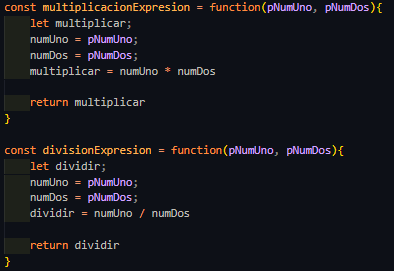 const multiplicacionExpresion = function(pNumUno, pNumDos){
    let multiplicar;
    numUno = pNumUno;
    numDos = pNumDos;
    multiplicar = numUno * numDos

    return multiplicar
}

const divisionExpresion = function(pNumUno, pNumDos){
    let dividir;
    numUno = pNumUno;
    numDos = pNumDos;
    dividir = numUno / numDos

    return dividir
}